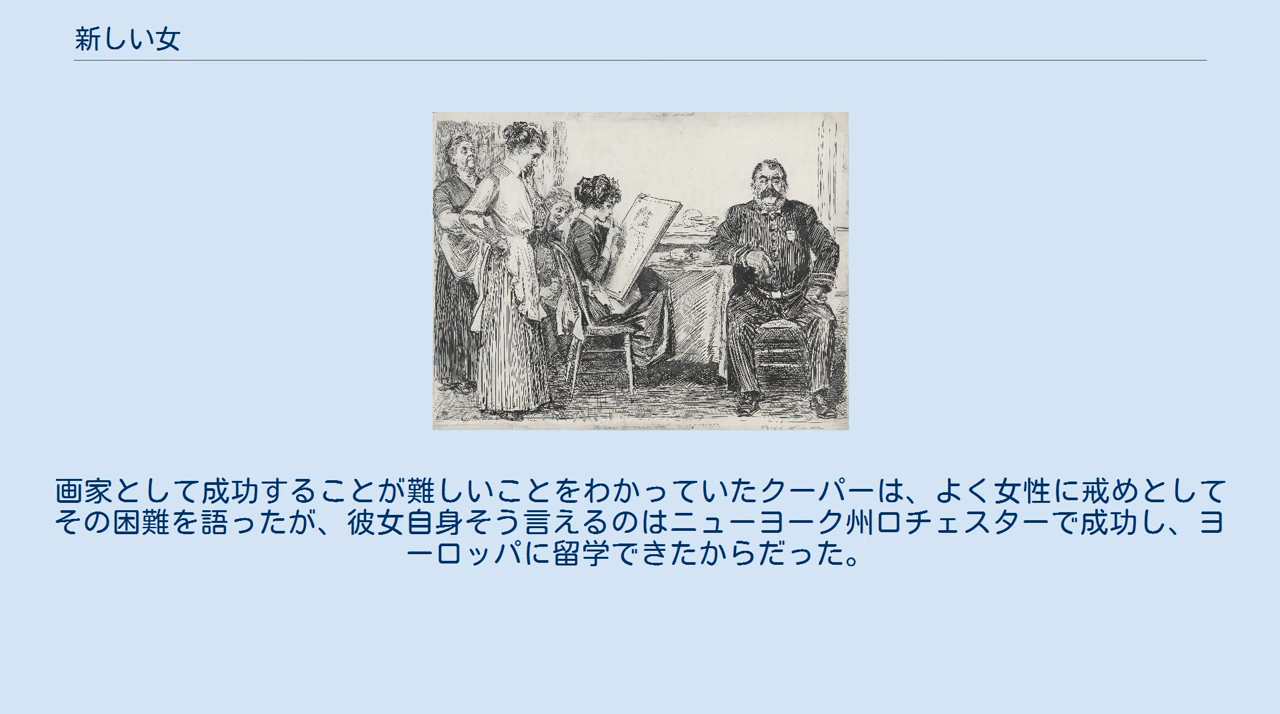 新しい女
画家として成功することが難しいことをわかっていたクーパーは、よく女性に戒めとして
その困難を語ったが、彼女自身そう言えるのはニューヨーク州ロチェスターで成功し、ヨ
ーロッパに留学できたからだった。